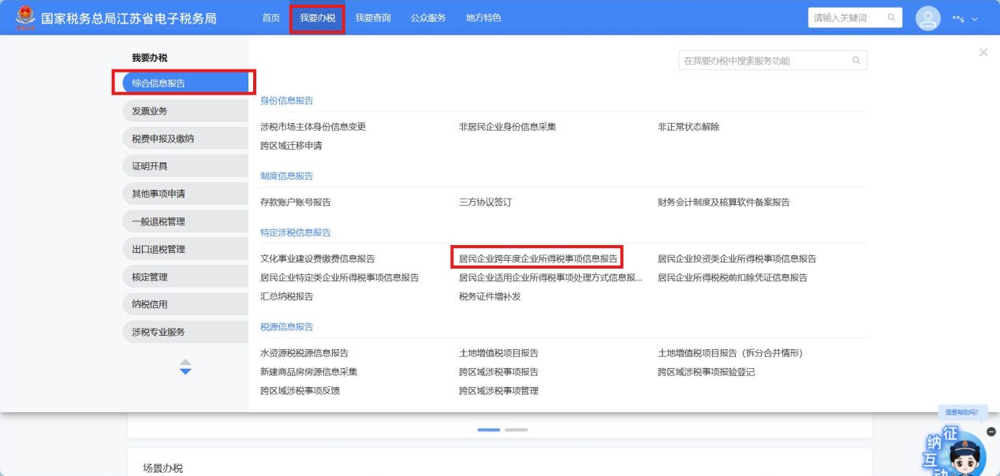 国家税务总局江苏省电子税务局 首页 我要办税 我要查询 公众服务 地方特色 请输入关键词 **s
我要办税
在我要办税中搜索服务功能
综合信息报告
发票业务
税费申报及缴纳
证明开具
其他事项申请
一般退税管理
出口退税管理
核定管理
纳税信用
涉税专业服务
身份信息报告
涉税市场主体身份信息变更 非居民企业身份信息采集 非正常状态解除
跨区域迁移申请
制度信息报告
存款账户账号报告 三方协议签订 财务会计制度及核算软件备案报告
特定涉税信息报告
文化事业建设费缴费信息报告 居民企业跨年度企业所得税事项信息报告 居民企业投资类企业所得税事项信息报告
居民企业特定类企业所得税事项信息报告 居民企业适用企业所得税事项处理方式信息报... 居民企业所得税税前扣除凭证信息报告
汇总纳税报告 税务证件增补发
税源信息报告
水资源税税源信息报告 土地增值税项目报告 土地增值税项目报告（拆分合并情形）
新建商品房房源信息采集 跨区域涉税事项报告 跨区域涉税事项报验登记
跨区域涉税事项反馈 跨区域涉税事项管理
需要帮助吗?
征
纳
互
动
场景办税